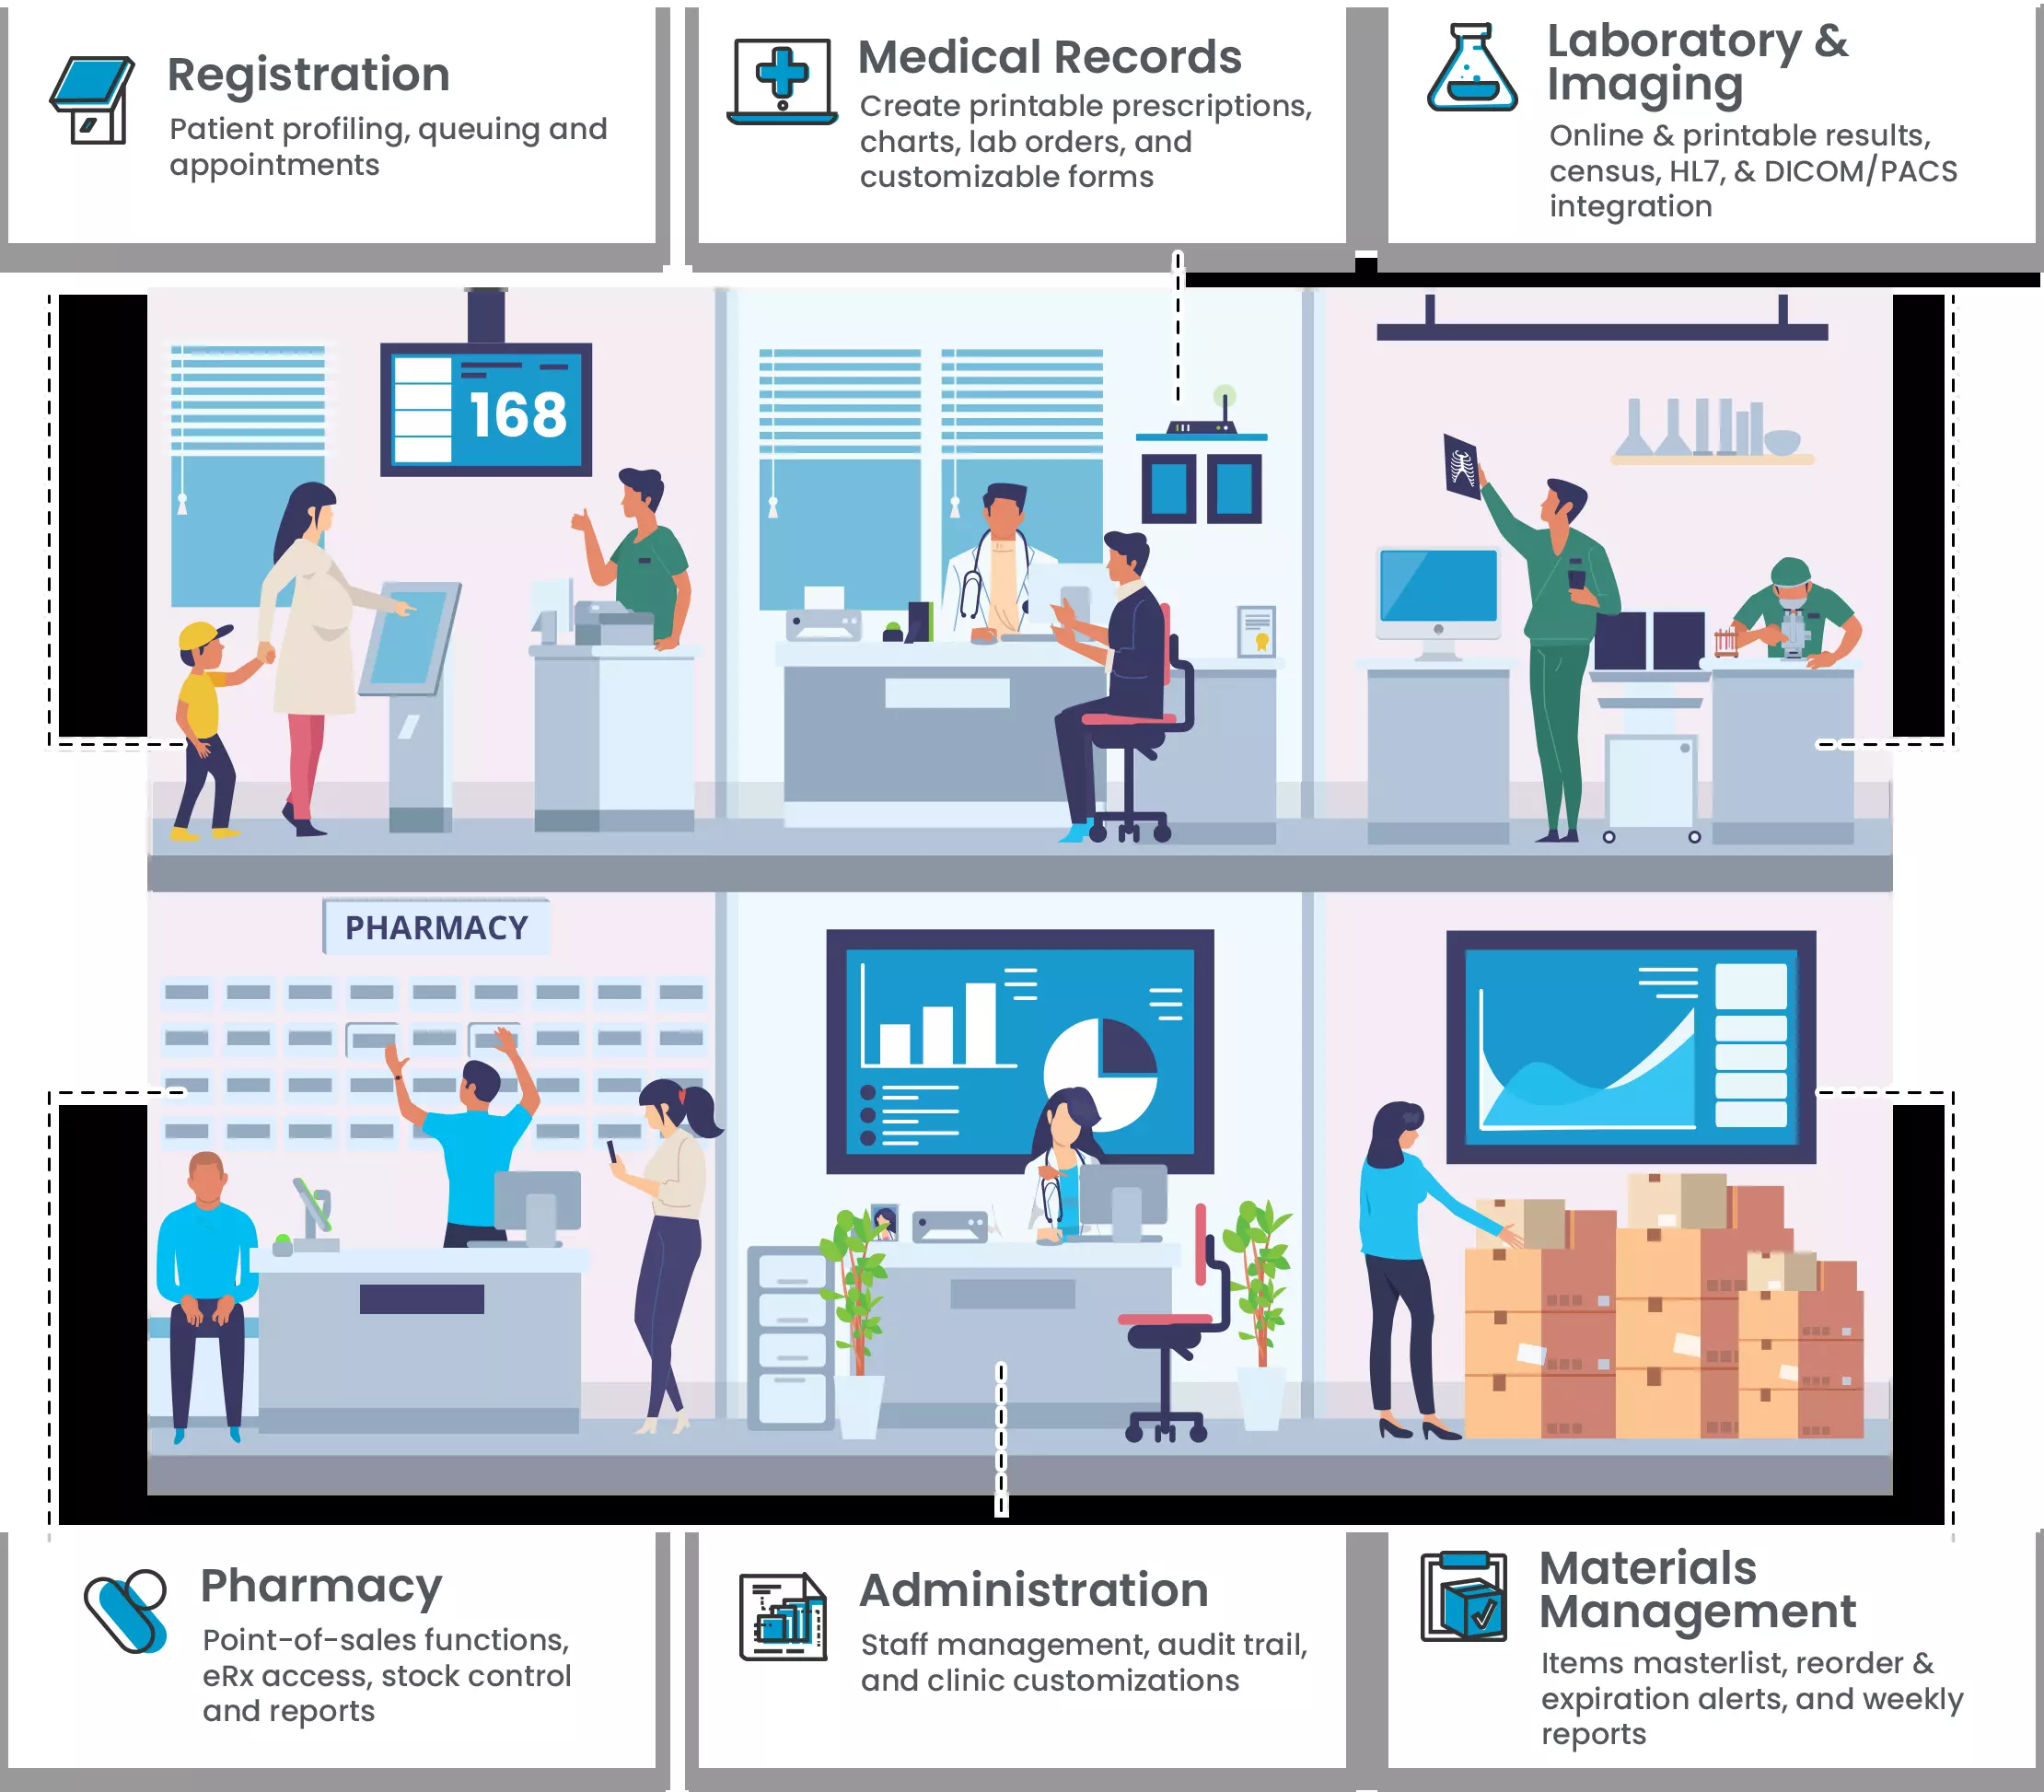 Registration
Patient profiling, queuing and
appointments
Medical Records
Create printable prescriptions,
charts, lab orders, and
customizable forms
Laboratory &
Imaging
Online & printable results,
census, HL7, & DICOM/PACS
integration
168
PHARMACY
Pharmacy
Point-of-sales functions,
eRx access, stock control
and reports
Administration
Staff management, audit trail,
and clinic customizations
Materials
Management
Items masterlist, reorder &
expiration alerts, and weekly
reports